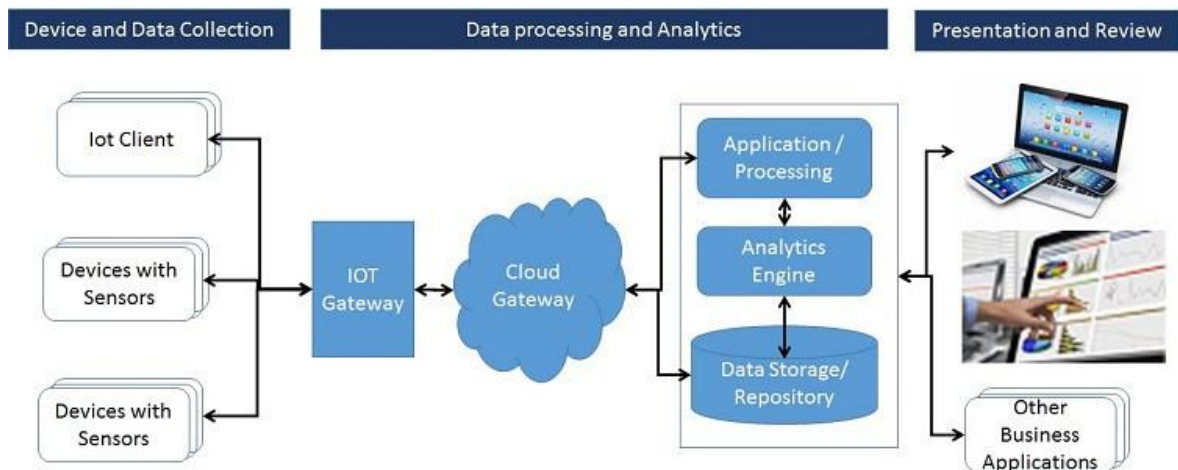 Device and Data Collection
Data processing and Analytics
Presentation and Review
Iot Client
Devices with
Sensors
Devices with
Sensors
IOT
Gateway
Cloud
Gateway
Application /
Processing
Analytics
Engine
Data Storage/
Repository
Other
Business
Applications